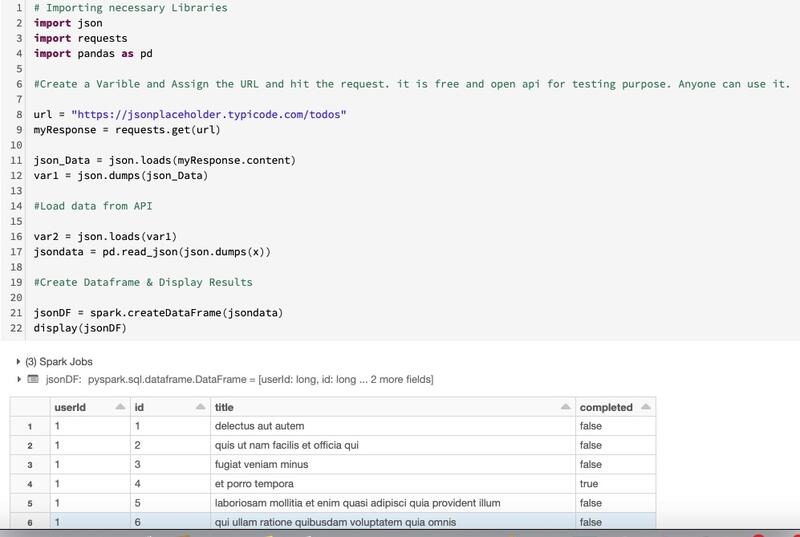 1 # Importing necessary Libraries
2 import json
3 import requests
4 import pandas as pd
5
6 #Create a Varible and Assign the URL and hit the request. it is free and open api for testing purpose. Anyone can use it.
7
8 url = "https://jsonplaceholder.typicode.com/todos"
9 myResponse = requests.get(url)
10
11 json_Data = json.loads(myResponse.content)
12 var1 = json.dumps(json_Data)
13
14 #Load data from API
15
16 var2 = json.loads(var1)
17 jsondata = pd.read_json(json.dumps(x))
18
19 #Create Dataframe & Display Results
20
21 jsonDF = spark.createDataFrame(jsondata)
22 display(jsonDF)
(3) Spark Jobs
jsonDF: pyspark.sql.dataframe.DataFrame = [userId: long, id: long ... 2 more fields]
userId id title completed
1 1 1 delectus aut autem false
2 1 2 quis ut nam facilis et officia qui false
3 1 3 fugiat veniam minus false
4 1 4 et porro tempora true
5 1 5 laboriosam mollitia et enim quasi adipisci quia provident illum false
6 1 6 qui ullam ratione quibusdam voluptatem quia omnis false